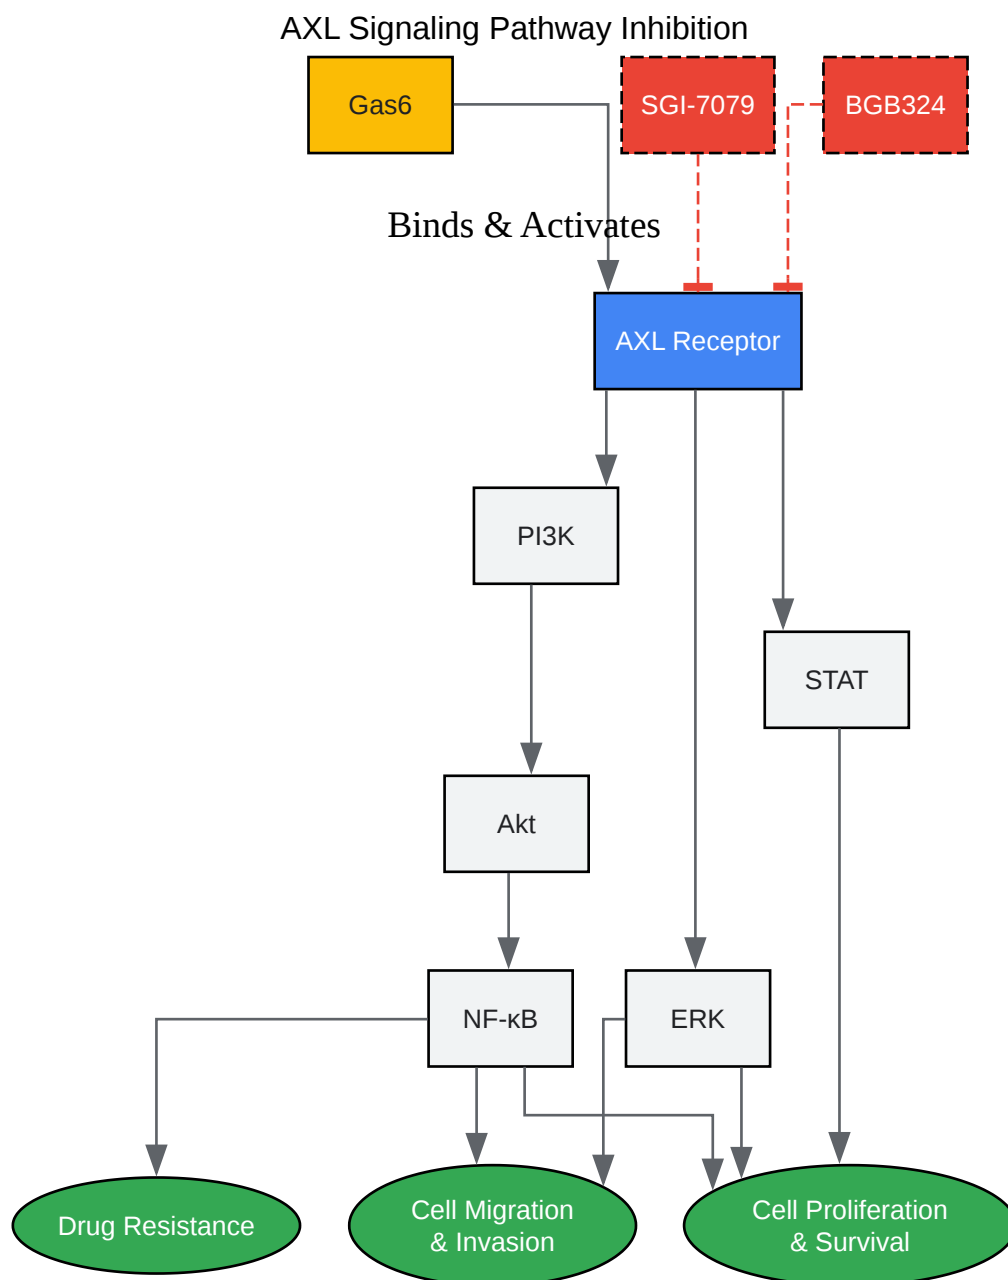 AXL Signaling Pathway Inhibition
Gas6
SGI-7079
BGB324
Binds & Activates
AXL Receptor
PI3K
STAT
Akt
NF-κB
ERK
Drug Resistance
Cell Migration
& Invasion
Cell Proliferation
& Survival